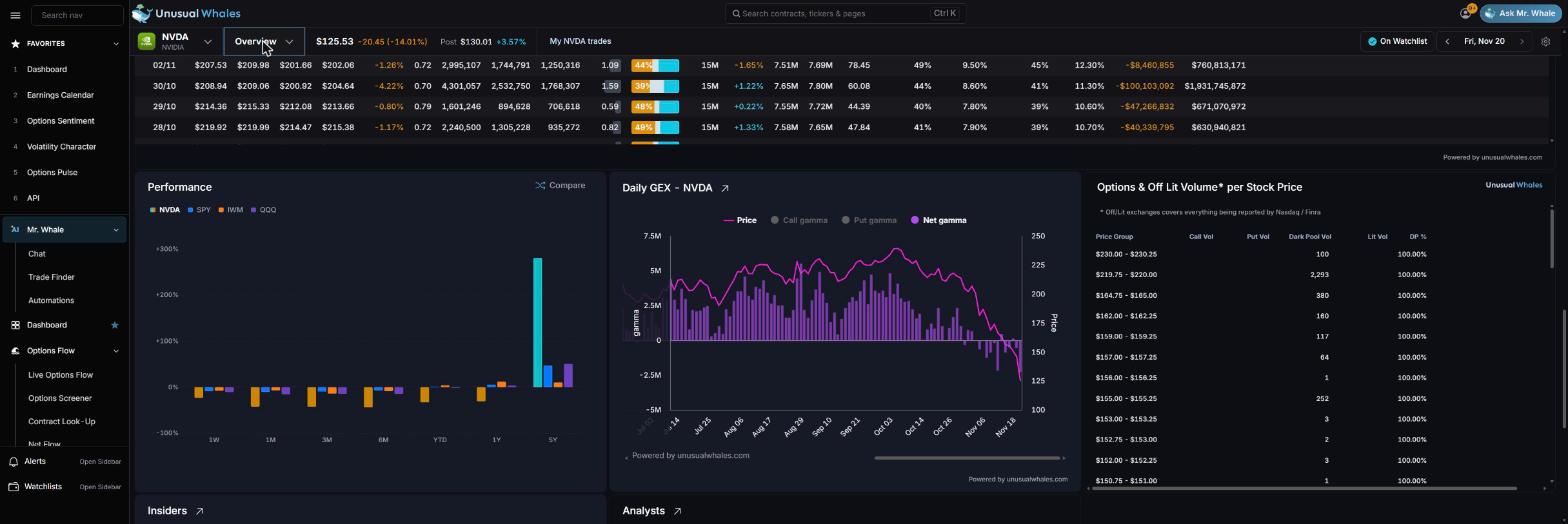 Search nav
Unusual Whales
Search contracts, tickers & pages
Ctrl K
9+
Ask Mr. Whale
FAVORITES
NVDA
NVIDIA
Overview
$125.53 -20.45 (-14.01%) Post $130.01 +3.57%
My NVDA trades
On Watchlist
Fri, Nov 20
1 Dashboard
2 Earnings Calendar
3 Options Sentiment
4 Volatility Character
5 Options Pulse
6 API
AI Mr. Whale
Chat
Trade Finder
Automations
Dashboard
Options Flow
Live Options Flow
Options Screener
Contract Look-Up
Net Flow
Alerts Open Sidebar
Watchlists Open Sidebar
02/11 $207.53 $209.98 $201.66 $202.06 -1.26% 0.72 2,995,107 1,744,791 1,250,316 1.09 44% 15M -1.65% 7.51M 7.69M 78.45 49% 9.50% 45% 12.30% -$8,460,855 $760,813,171
30/10 $208.94 $209.06 $200.92 $204.64 -4.22% 0.70 4,301,057 2,532,750 1,768,307 1.59 39% 15M +1.22% 7.65M 7.80M 60.08 44% 8.60% 41% 11.30% -$100,103,092 $1,931,745,872
29/10 $214.36 $215.33 $212.08 $213.66 -0.80% 0.79 1,601,246 894,628 706,618 0.59 48% 15M +0.22% 7.55M 7.72M 44.39 40% 7.80% 39% 10.60% -$47,266,832 $671,070,972
28/10 $219.92 $219.99 $214.47 $215.38 -1.17% 0.72 2,240,500 1,305,228 935,272 0.82 49% 15M +1.33% 7.58M 7.65M 47.84 41% 7.90% 39% 10.70% -$40,339,795 $630,940,821
Powered by unusualwhales.com
Performance
Compare
NVDA SPY IWM QQQ
+300%
+200%
+100%
0%
-100%
1W 1M 3M 6M YTD 1Y 5Y
Daily GEX - NVDA
Price Call gamma Put gamma Net gamma
7.5M
5M
2.5M
0
-2.5M
-5M
gamma
250
225
200
175
150
125
100
Price
Jul 25 Aug 06 Aug 17 Aug 29 Sep 10 Sep 21 Oct 03 Oct 14 Oct 26 Nov 06 Nov 18
Powered by unusualwhales.com
Powered by unusualwhales.com
Options & Off Lit Volume* per Stock Price
Unusual Whales
* Off/Lit exchanges covers everything being reported by Nasdaq / Finra
Price Group Call Vol Put Vol Dark Pool Vol Lit Vol DP %
$230.00 - $230.25 100 100.00%
$219.75 - $220.00 2,293 100.00%
$164.75 - $165.00 380 100.00%
$162.00 - $162.25 160 100.00%
$159.00 - $159.25 117 100.00%
$157.00 - $157.25 64 100.00%
$156.00 - $156.25 1 100.00%
$155.00 - $155.25 252 100.00%
$153.00 - $153.25 3 100.00%
$152.75 - $153.00 2 100.00%
$152.00 - $152.25 3 100.00%
$150.75 - $151.00 1 100.00%
Insiders
Analysts